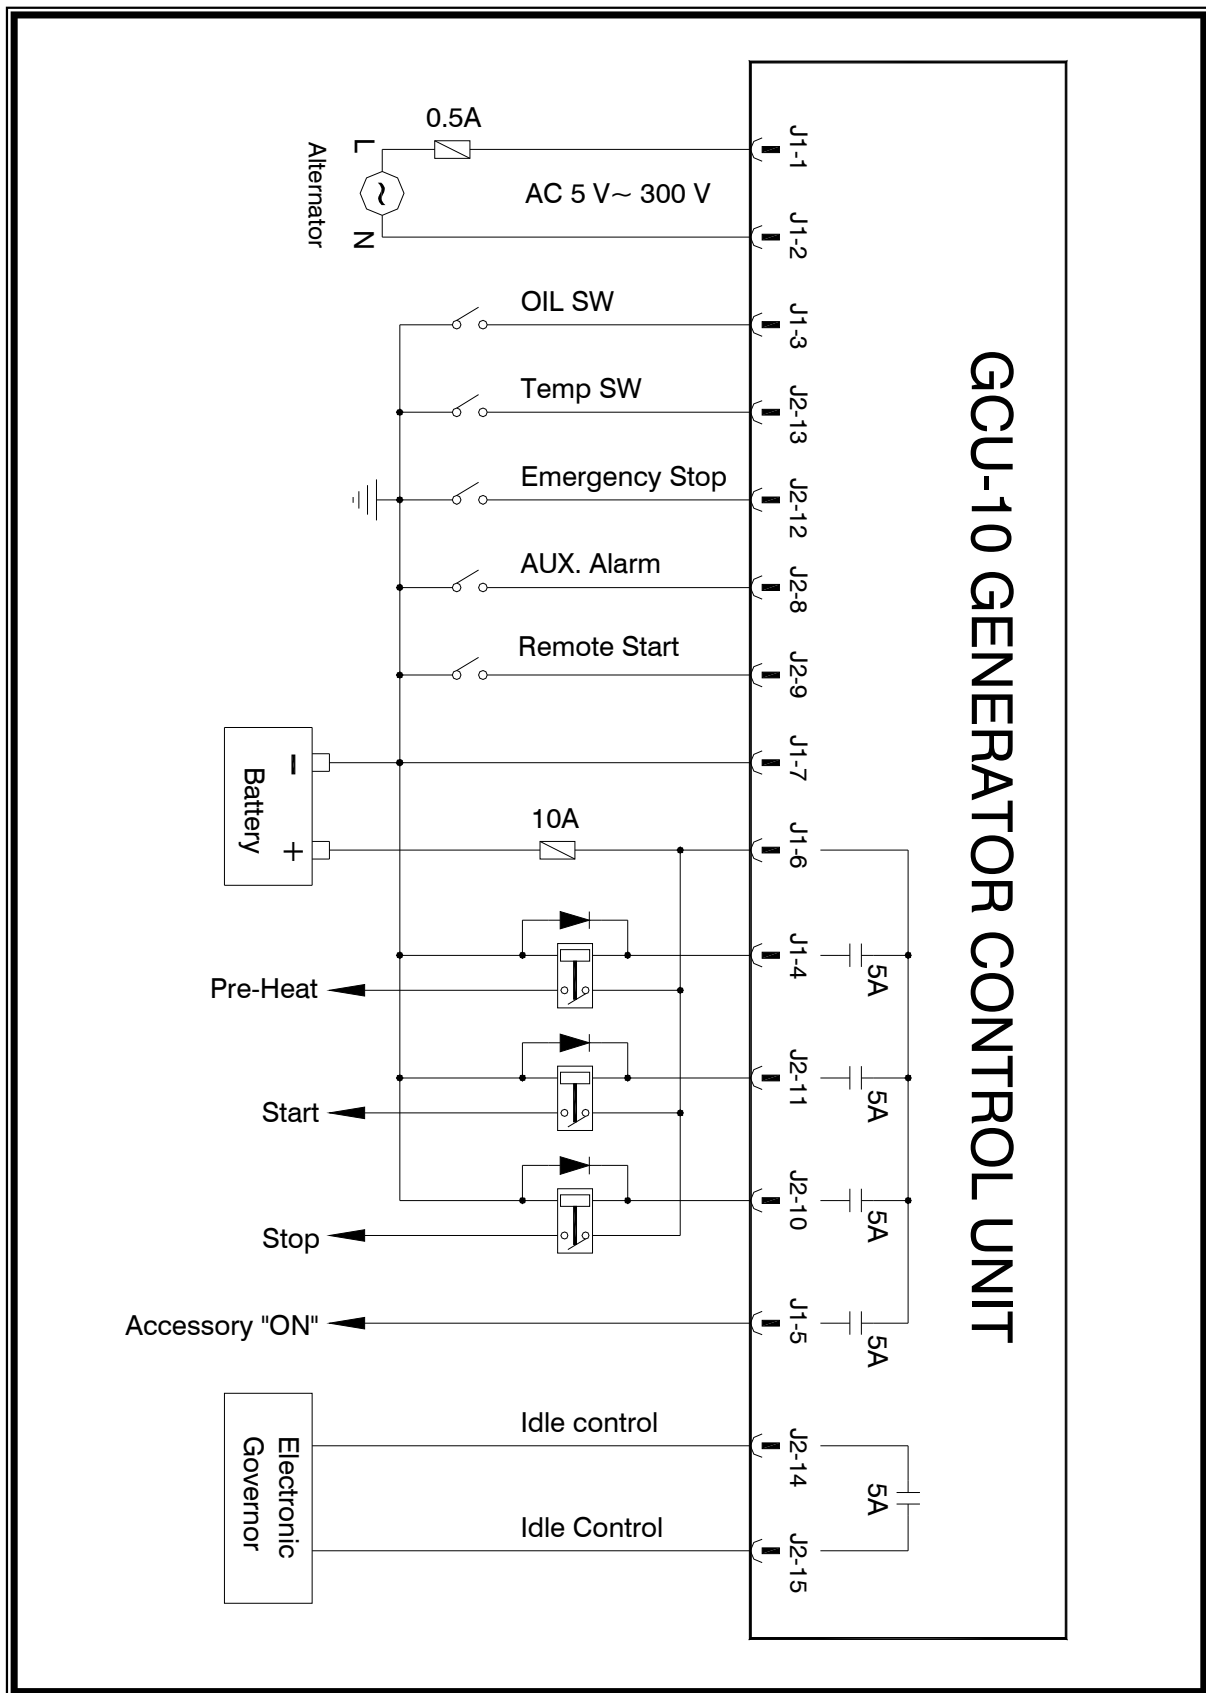 GCU-10 GENERATOR CONTROL UNIT
0.5A
J1-1
L
Alternator
~
AC 5 V~ 300 V
N
J1-2
OIL SW
J1-3
Temp SW
J2-13
Emergency Stop
J2-12
AUX. Alarm
J2-8
Remote Start
J2-9
-
J1-7
Battery
10A
+
J1-6
J1-4
5A
Pre-Heat
J2-11
5A
Start
J2-10
5A
Stop
J1-5
Accessory "ON"
5A
Idle control
J2-14
Electronic
Governor
5A
Idle Control
J2-15